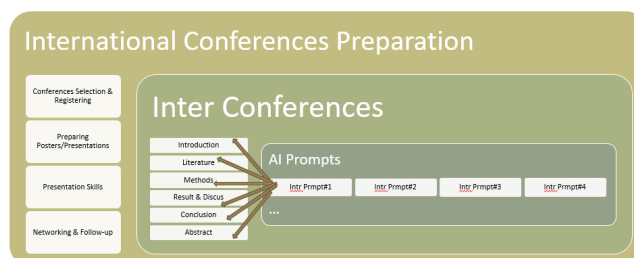 International Conferences Preparation
Conferences Selection &
Registering
Preparing
Posters/Presentations
Presentation Skills
Networking & Follow-up
Inter Conferences
Introduction
Literature
Methods
Result & Discus
Conclusion
Abstract
AI Prompts
Intr Prmpt#1
Intr Prmpt#2
Intr Prmpt#3
Intr Prmpt#4
...